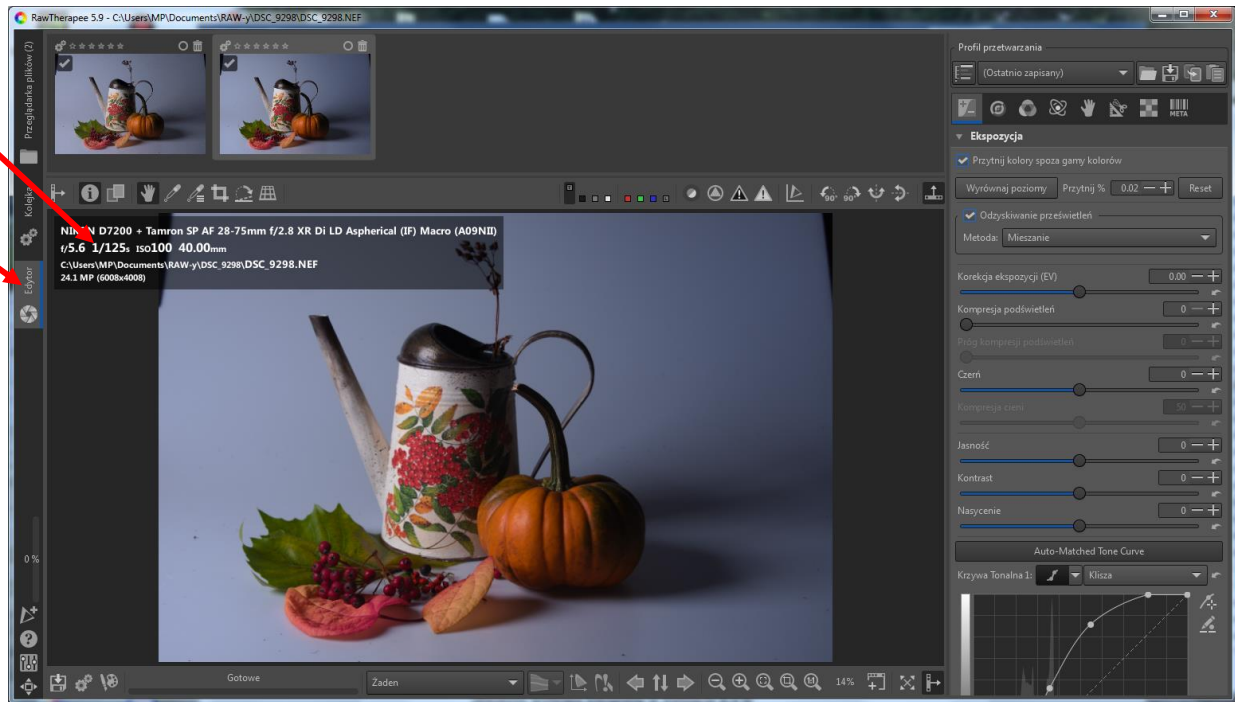 RawTherapee 5.9 - C:\Users\MP\Documents\RAW-y\DSC_9298\DSC_9298.NEF
Przeglądarka plików (2)
Kolejka
Edytor
0 %
NIKON D7200 + Tamron SP AF 28-75mm f/2.8 XR Di LD Aspherical (IF) Macro (A09NII)
f/5.6 1/125s ISO100 40.00mm
C:\Users\MP\Documents\RAW-y\DSC_9298\DSC_9298.NEF
24.1 MP (6008x4008)
Gotowe
Żaden
14%
Profil przetwarzania
(Ostatnio zapisany)
META
Ekspozycja
Przytnij kolory spoza gamy kolorów
Wyrównaj poziomy Przytnij % 0.02 Reset
Odzyskiwanie prześwietleń
Metoda: Mieszanie
Korekcja ekspozycji (EV) 0.00
Kompresja podświetleń 0
Próg kompresji podświetleń 0
Czerń 0
Kompresja cieni 50
Jasność 0
Kontrast 0
Nasycenie 0
Auto-Matched Tone Curve
Krzywa Tonalna 1: Klisza